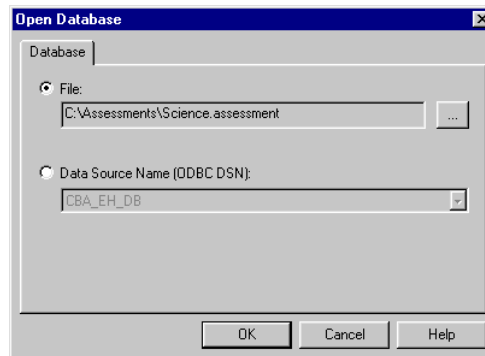 Open Database
Database
File:
C:\Assessments\Science.assessment
...
Data Source Name (ODBC DSN):
CBA_EH_DB
OK Cancel Help